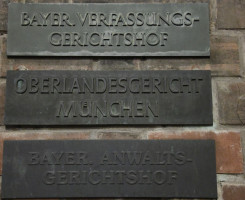 BAYER. VERFASSUNGS-
GERICHTSHOF
OBERLANDESGERICHT
MÜNCHEN
BAYER. ANWALTS-
GERICHTSHOF